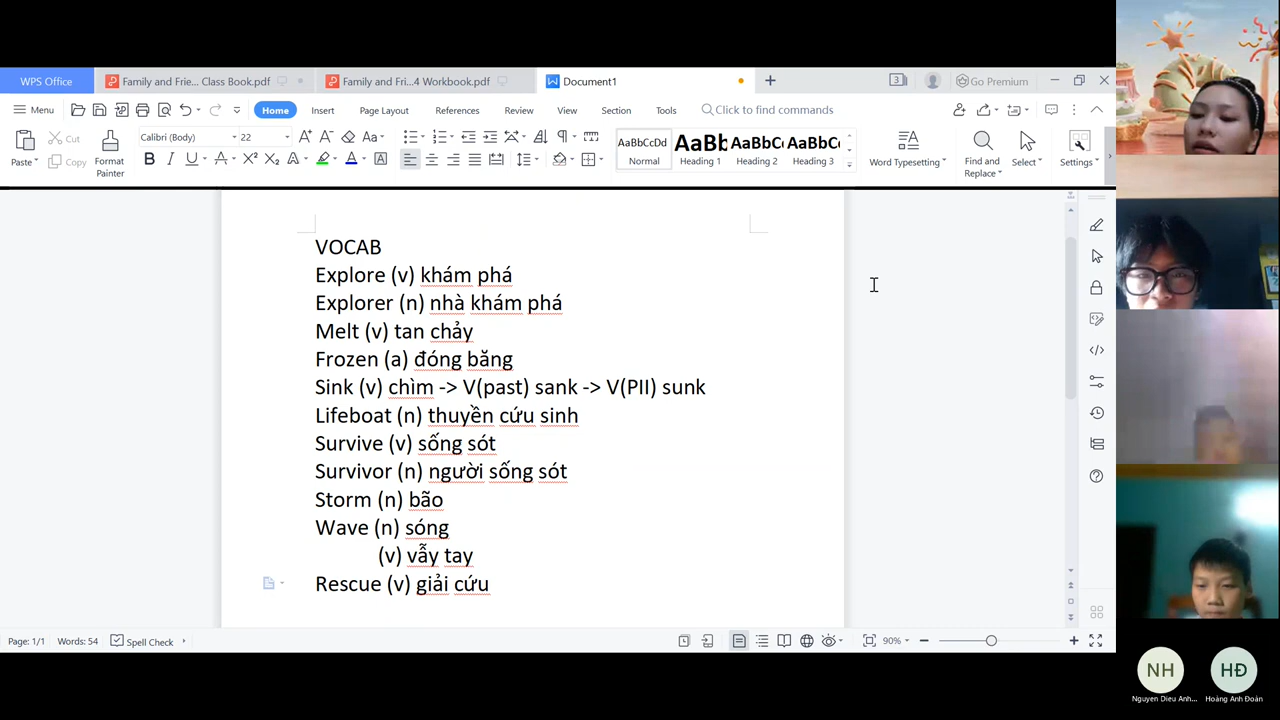 WPS Office
Family and Frie... Class Book.pdf
Family and Fri...4 Workbook.pdf
Document1
3
Go Premium
Menu
Home
Insert
Page Layout
References
Review
View
Section
Tools
Click to find commands
Paste
Cut
Copy
Format Painter
Calibri (Body)
22
AaBbCcDd
Normal
AaBb
Heading 1
AaBbC
Heading 2
AaBbC
Heading 3
Word Typesetting
Find and Replace
Select
Settings
VOCAB
Explore (v) khám phá
Explorer (n) nhà khám phá
Melt (v) tan chảy
Frozen (a) đóng băng
Sink (v) chìm -> V(past) sank -> V(PII) sunk
Lifeboat (n) thuyền cứu sinh
Survive (v) sống sót
Survivor (n) người sống sót
Storm (n) bão
Wave (n) sóng
(v) vẫy tay
Rescue (v) giải cứu
Page: 1/1
Words: 54
Spell Check
90%
NH
Nguyen Dieu Anh...
HĐ
Hoàng Anh Đoàn